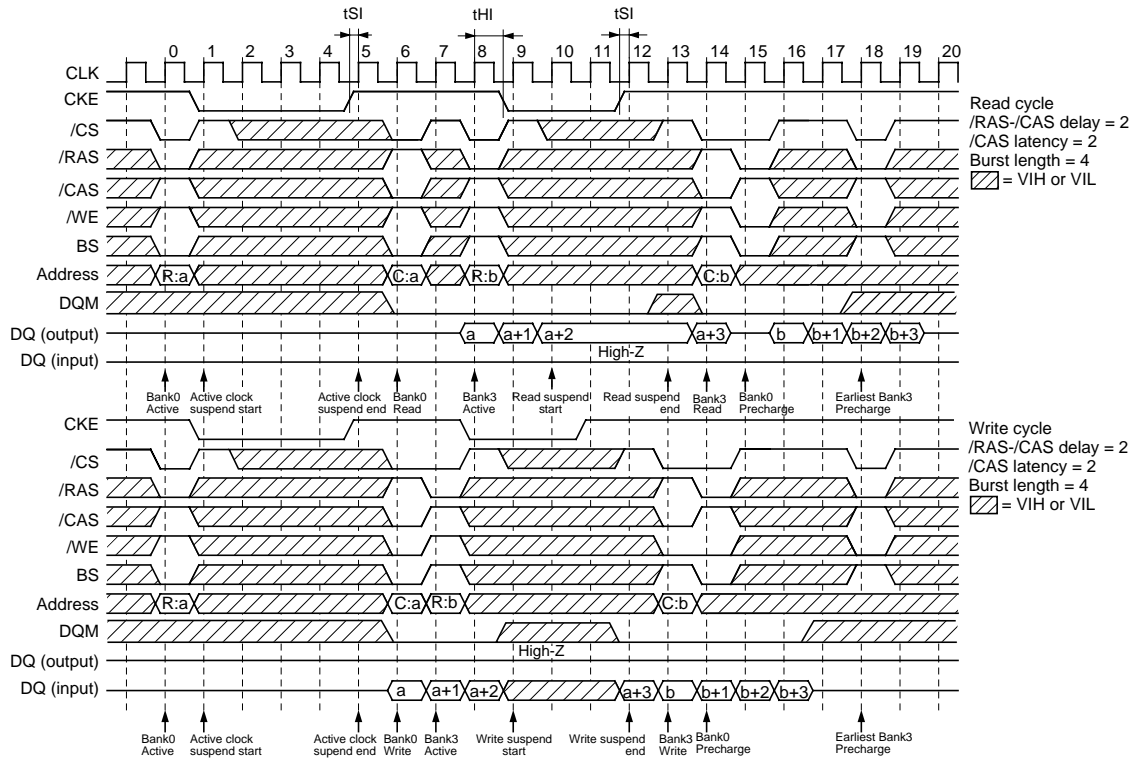 tSI tHI tSI
0 1 2 3 4 5 6 7 8 9 10 11 12 13 14 15 16 17 18 19 20
CLK
CKE
/CS
/RAS
/CAS
/WE
BS
Address R:a C:a R:b C:b
DQM
DQ (output) a a+1 a+2 a+3 b b+1 b+2 b+3
High-Z
DQ (input)
Bank0 Active
Active clock suspend start
Active clock suspend end
Bank0 Read
Bank3 Active
Read suspend start
Read suspend end
Bank3 Read
Bank0 Precharge
Earliest Bank3 Precharge
Read cycle
/RAS-/CAS delay = 2
/CAS latency = 2
Burst length = 4
= VIH or VIL
CKE
/CS
/RAS
/CAS
/WE
BS
Address R:a C:a R:b C:b
DQM
High-Z
DQ (output)
DQ (input) a a+1 a+2 a+3 b b+1 b+2 b+3
Bank0 Active
Active clock suspend start
Active clock supend end
Bank0 Write
Bank3 Active
Write suspend start
Write suspend end
Bank3 Write
Bank0 Precharge
Earliest Bank3 Precharge
Write cycle
/RAS-/CAS delay = 2
/CAS latency = 2
Burst length = 4
= VIH or VIL